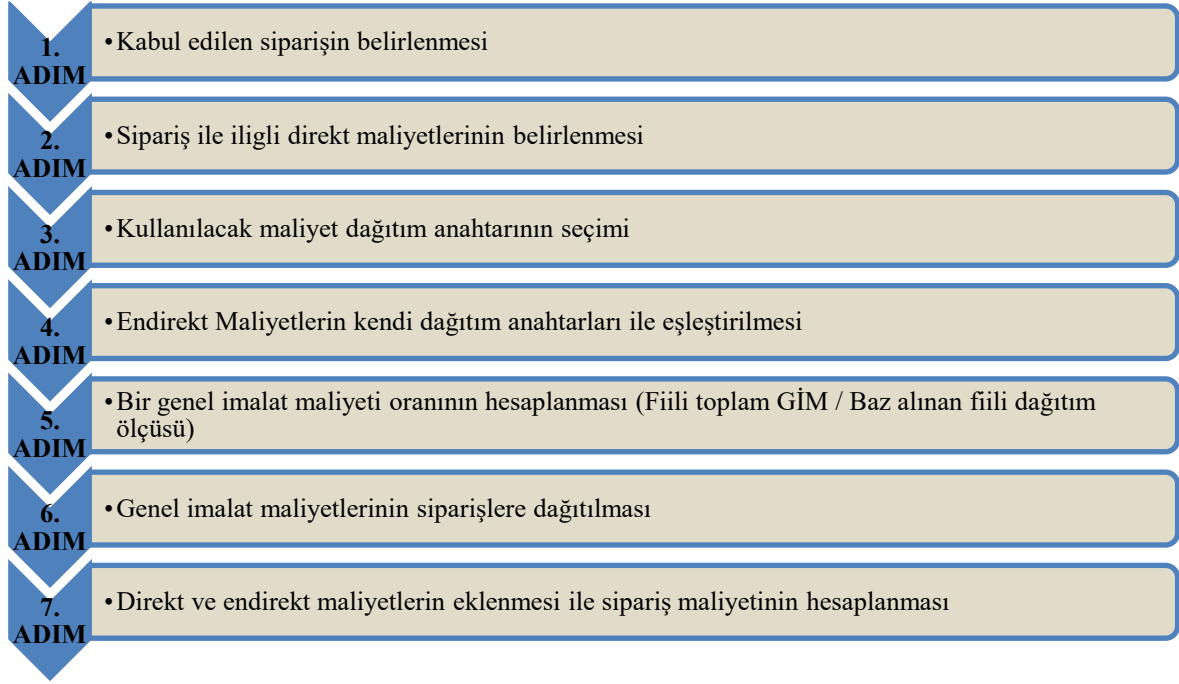 1.
ADIM
•Kabul edilen siparişin belirlenmesi
2.
ADIM
•Sipariş ile iligli direkt maliyetlerinin belirlenmesi
3.
ADIM
•Kullanılacak maliyet dağıtım anahtarının seçimi
4.
ADIM
•Endirekt Maliyetlerin kendi dağıtım anahtarları ile eşleştirilmesi
5.
ADIM
•Bir genel imalat maliyeti oranının hesaplanması (Fiili toplam GİM / Baz alınan fiili dağıtım
ölçüsü)
6.
ADIM
•Genel imalat maliyetlerinin siparişlere dağıtılması
7.
ADIM
•Direkt ve endirekt maliyetlerin eklenmesi ile sipariş maliyetinin hesaplanması